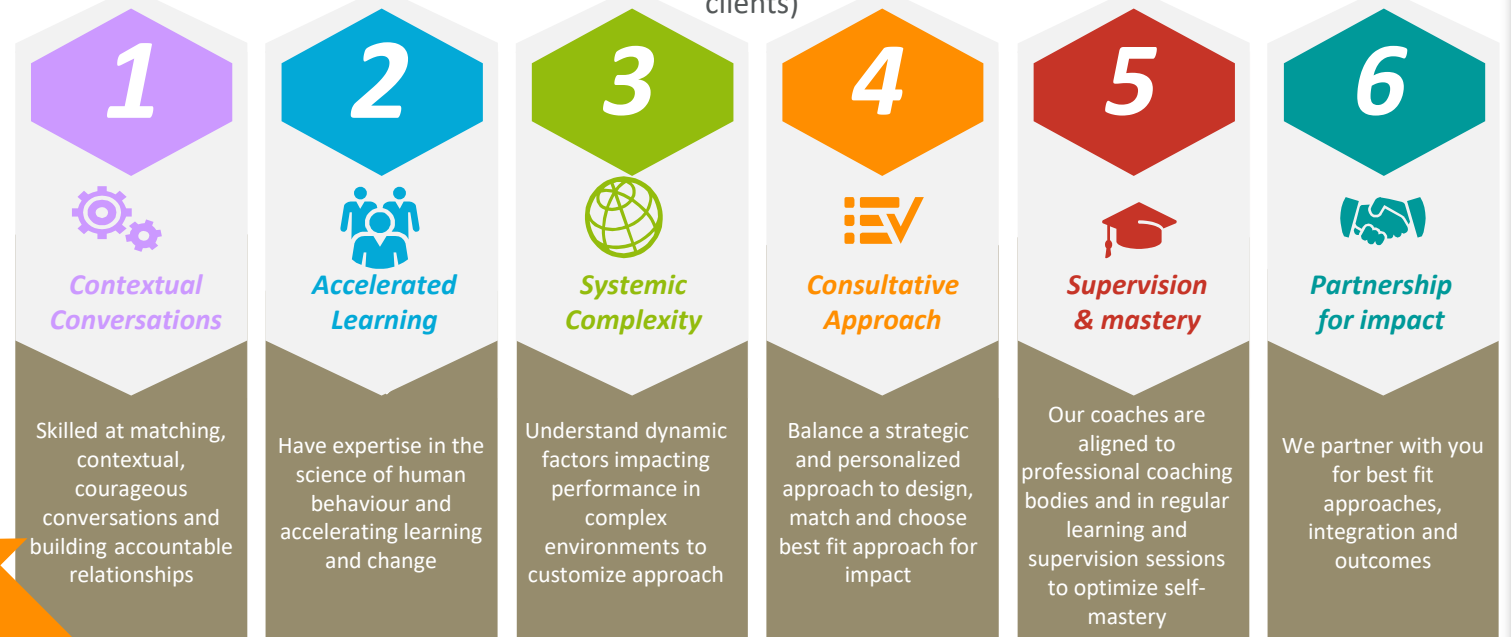 clients)
1
Contextual
Conversations
Skilled at matching,
contextual,
courageous
conversations and
building accountable
relationships
2
Accelerated
Learning
Have expertise in the
science of human
behaviour and
accelerating learning
and change
3
Systemic
Complexity
Understand dynamic
factors impacting
performance in
complex
environments to
customize approach
4
Consultative
Approach
Balance a strategic
and personalized
approach to design,
match and choose
best fit approach for
impact
5
Supervision
& mastery
Our coaches are
aligned to
professional coaching
bodies and in regular
learning and
supervision sessions
to optimize self-
mastery
6
Partnership
for impact
We partner with you
for best fit
approaches,
integration and
outcomes